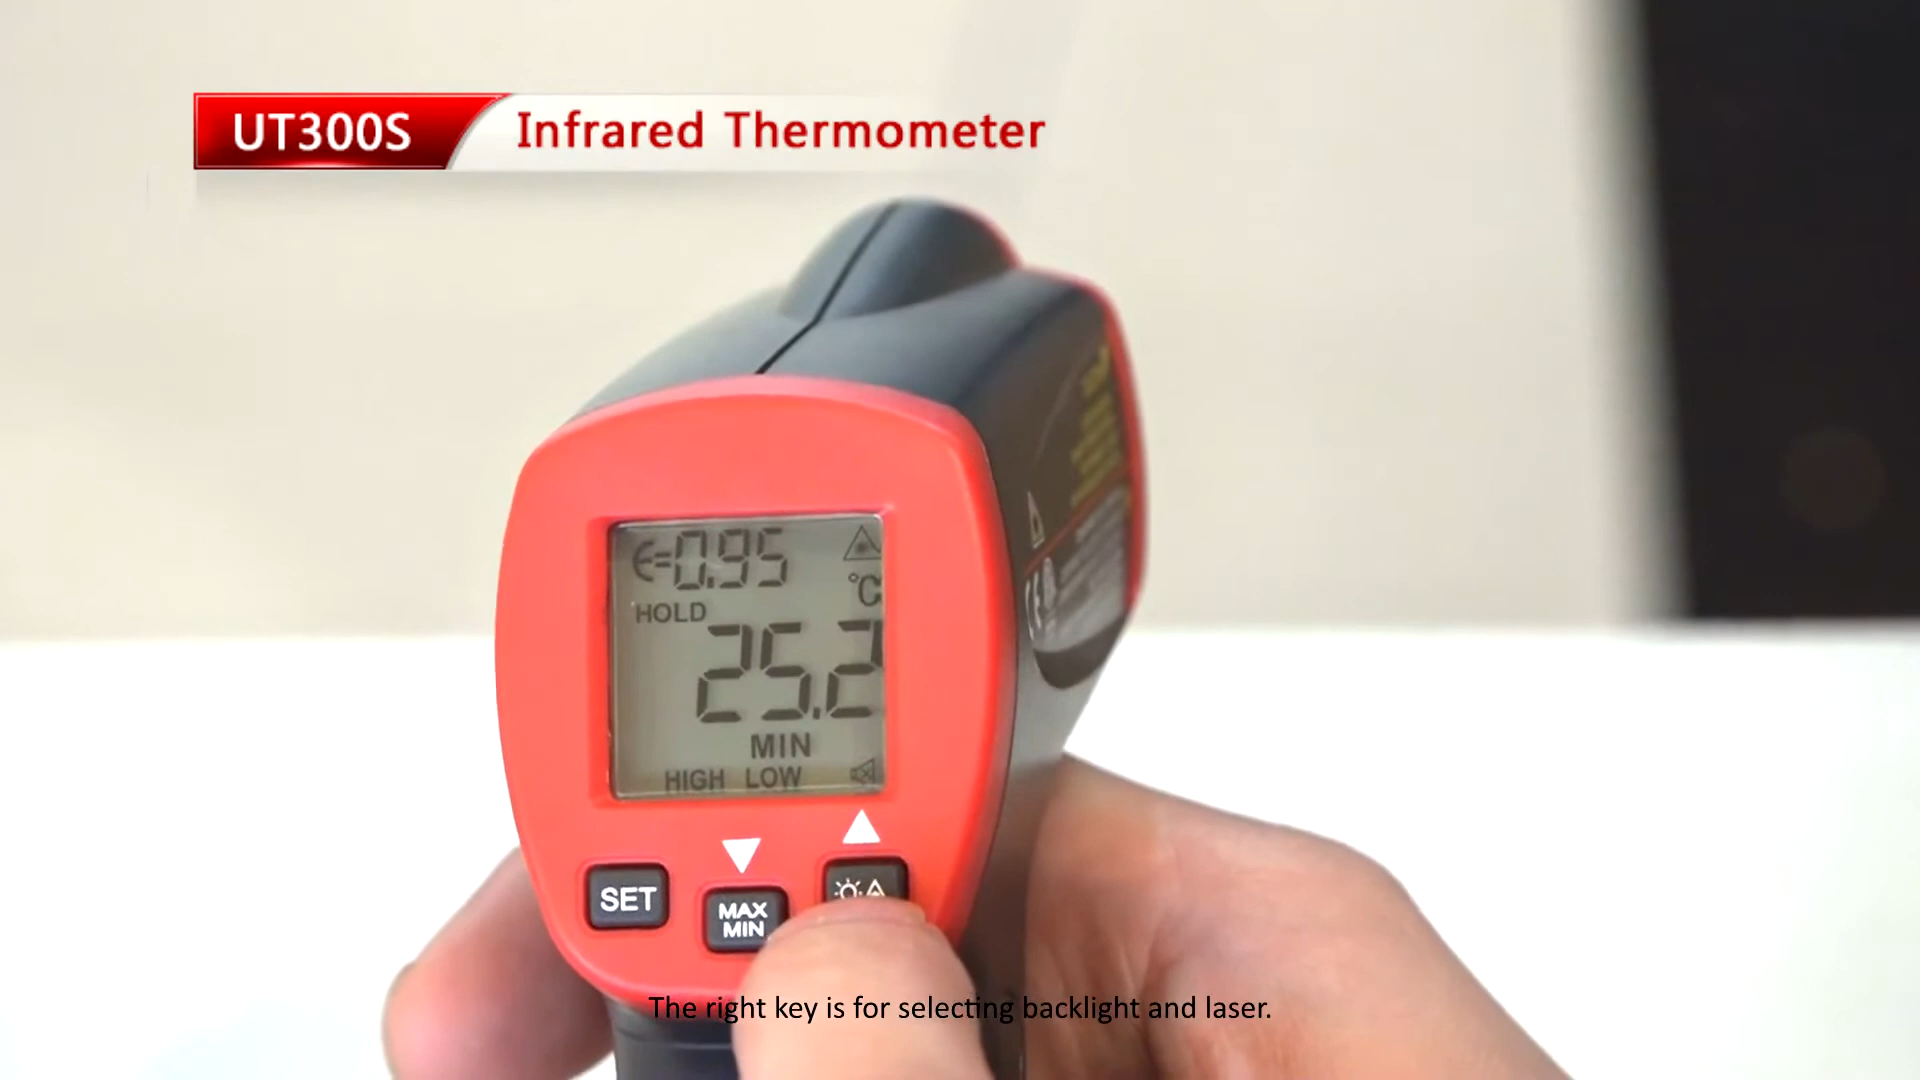 UT300S Infrared Thermometer
€=0.95
°C
HOLD
25.2
MIN
HIGH LOW
SET
MAX
MIN
The right key is for selecting backlight and laser.